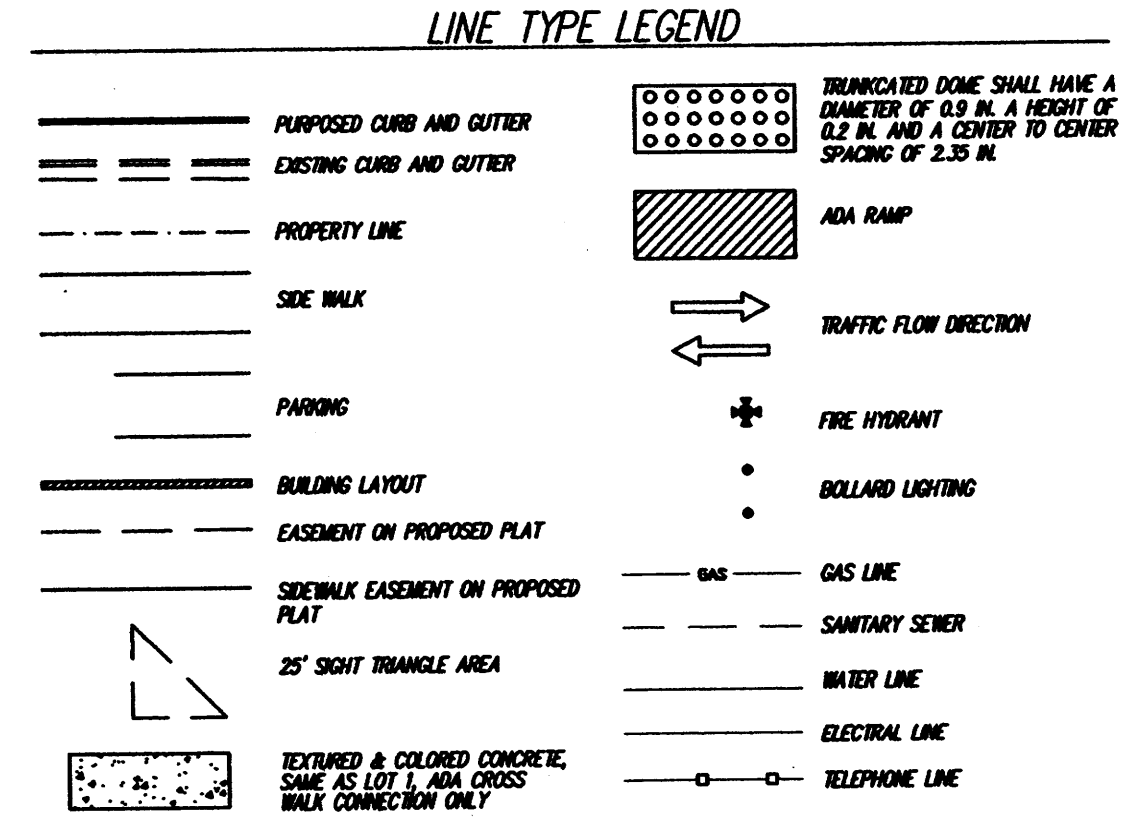 LINE TYPE LEGEND
PURPOSED CURB AND GUTTER
EXISTING CURB AND GUTTER
PROPERTY LINE
SIDE WALK
PARKING
BUILDING LAYOUT
EASEMENT ON PROPOSED PLAT
SIDEWALK EASEMENT ON PROPOSED
PLAT
25' SIGHT TRIANGLE AREA
TEXTURED & COLORED CONCRETE,
SAME AS LOT 1, ADA CROSS
WALK CONNECTION ONLY
TRUNKCATED DOME SHALL HAVE A
DIAMETER OF 0.9 IN. A HEIGHT OF
0.2 IN. AND A CENTER TO CENTER
SPACING OF 2.35 IN.
ADA RAMP
TRAFFIC FLOW DIRECTION
FIRE HYDRANT
BOLLARD LIGHTING
GAS
GAS LINE
SANITARY SEWER
WATER LINE
ELECTRAL LINE
TELEPHONE LINE